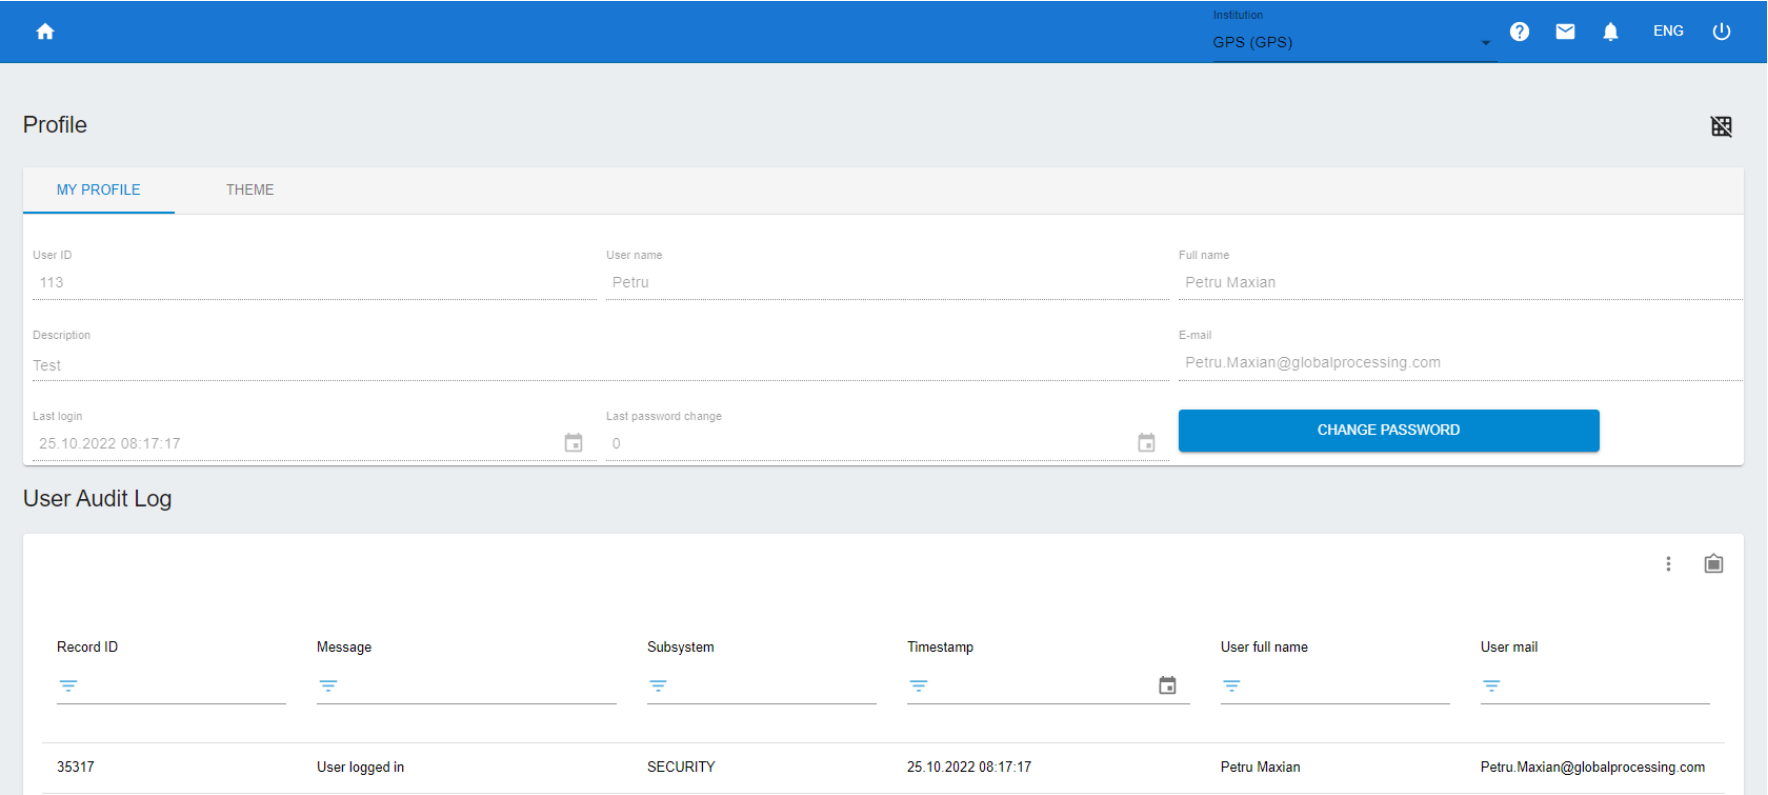 Institution
GPS (GPS)
ENG
Profile
MY PROFILE THEME
User ID User name Full name
113 Petru Petru Maxian
Description E-mail
Test Petru.Maxian@globalprocessing.com
Last login Last password change
25.10.2022 08:17:17 0 CHANGE PASSWORD
User Audit Log
Record ID Message Subsystem Timestamp User full name User mail
35317 User logged in SECURITY 25.10.2022 08:17:17 Petru Maxian Petru.Maxian@globalprocessing.com